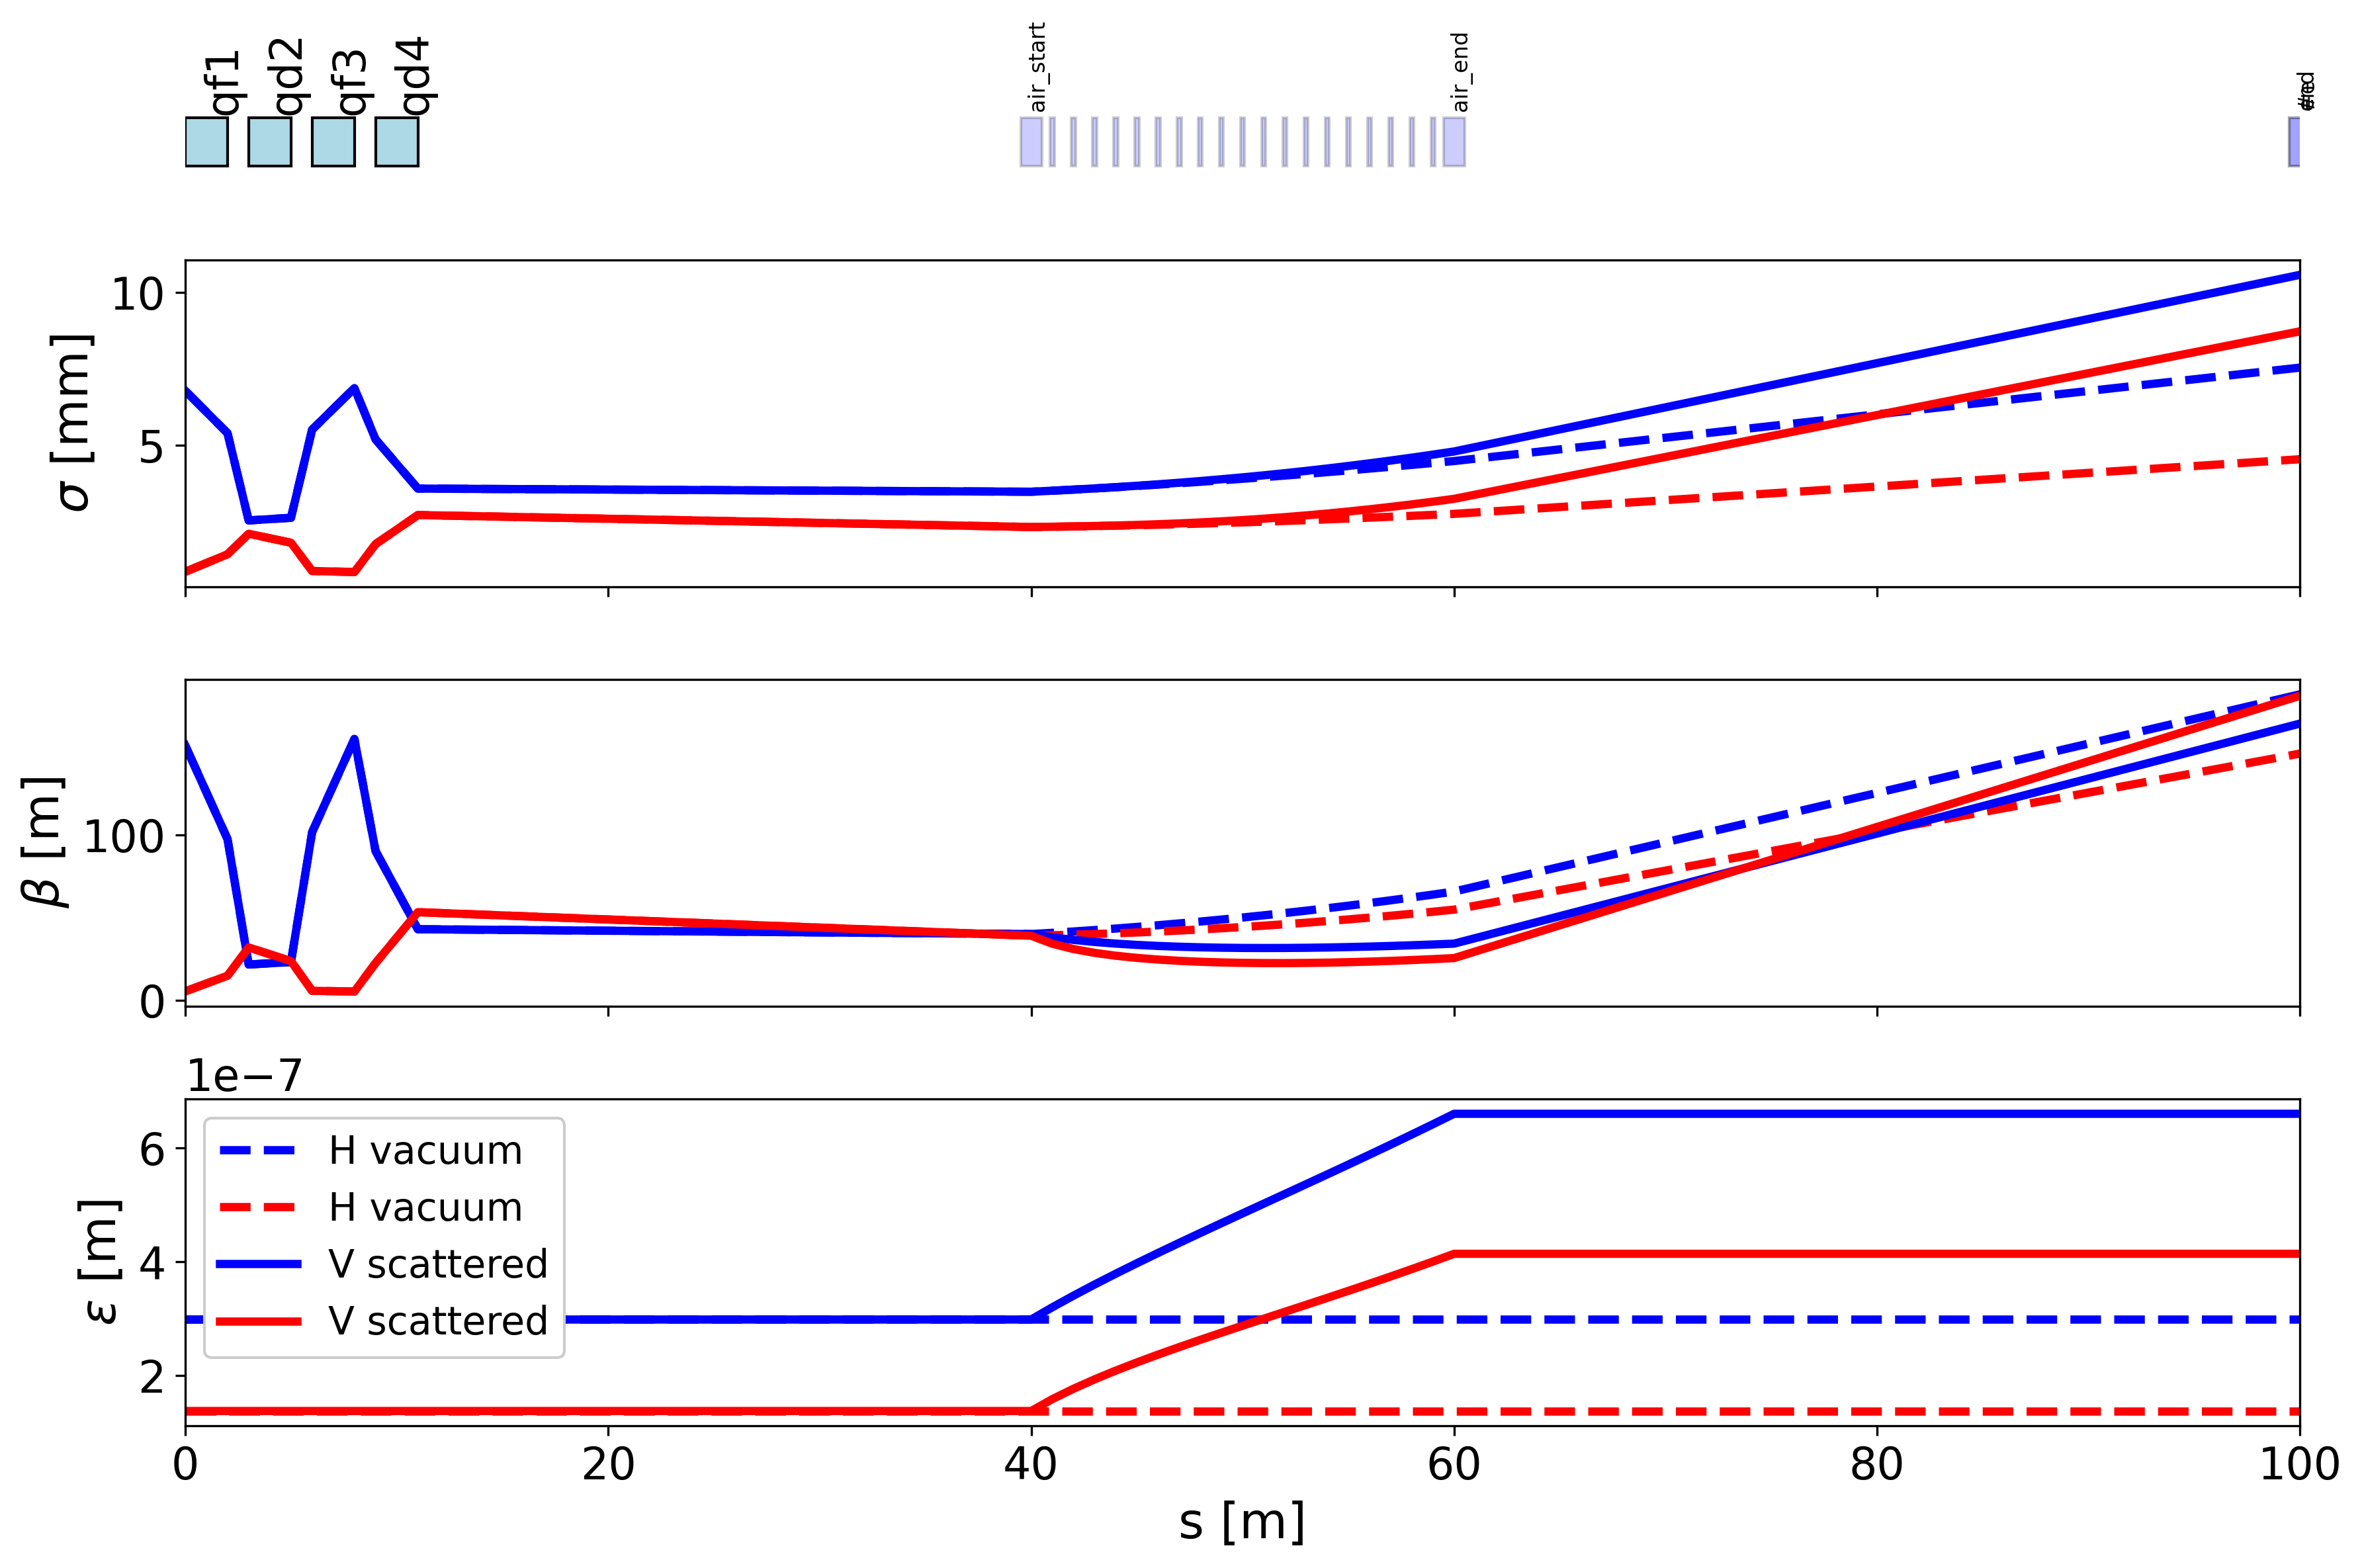 qf1
qd2
qf3
qd4
air_start
air_end
σ [mm]
10
5
β [m]
100
0
1e−7
ε [m]
6
4
2
H vacuum
H vacuum
V scattered
V scattered
0 20 40 60 80 100
s [m]